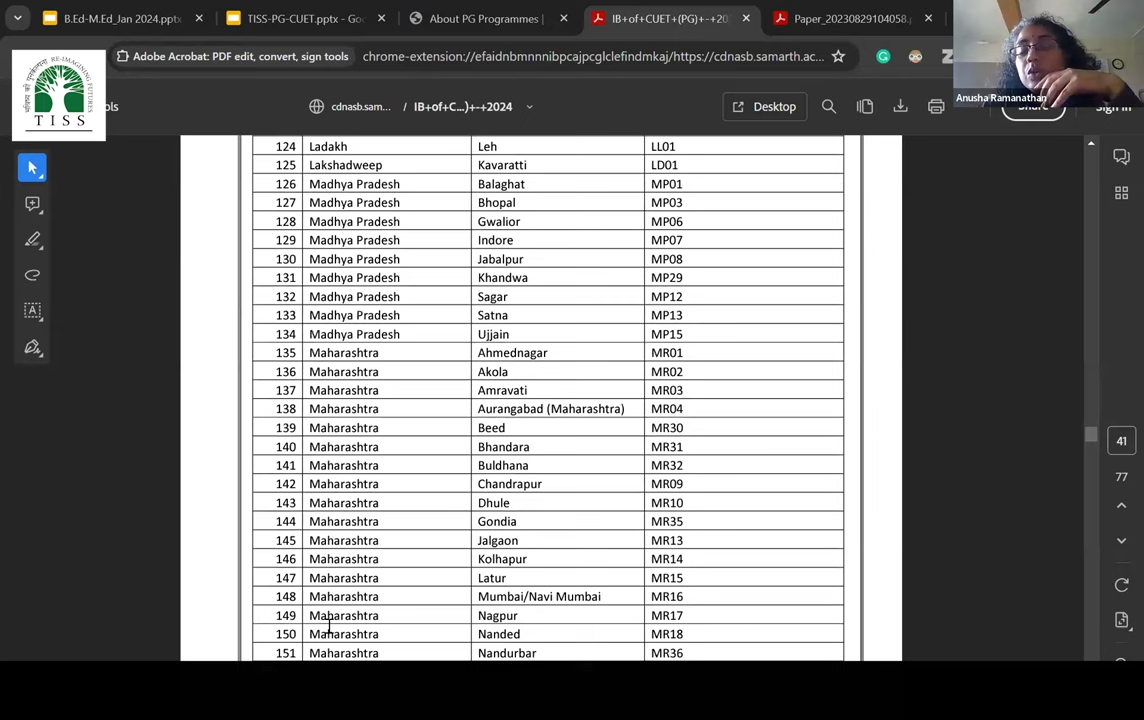 B.Ed-M.Ed_Jan 2024.pptx
TISS-PG-CUET.pptx - Go
About PG Programmes
IB+of+CUET+(PG)+-+20
Paper_20230829104058.
Adobe Acrobat: PDF edit, convert, sign tools
chrome-extension://efaidnbmnnnibpcajpcglclefindmkaj/https://cdnasb.samarth.ac...
RE-IMAGINING FUTURES
TISS
ols
cdnasb.sam... / IB+of+C...)+-+2024
Desktop
Anusha Ramanathan
124 Ladakh Leh LL01
125 Lakshadweep Kavaratti LD01
126 Madhya Pradesh Balaghat MP01
127 Madhya Pradesh Bhopal MP03
128 Madhya Pradesh Gwalior MP06
129 Madhya Pradesh Indore MP07
130 Madhya Pradesh Jabalpur MP08
131 Madhya Pradesh Khandwa MP29
132 Madhya Pradesh Sagar MP12
133 Madhya Pradesh Satna MP13
134 Madhya Pradesh Ujjain MP15
135 Maharashtra Ahmednagar MR01
136 Maharashtra Akola MR02
137 Maharashtra Amravati MR03
138 Maharashtra Aurangabad (Maharashtra) MR04
139 Maharashtra Beed MR30
140 Maharashtra Bhandara MR31
141 Maharashtra Buldhana MR32
142 Maharashtra Chandrapur MR09
143 Maharashtra Dhule MR10
144 Maharashtra Gondia MR35
145 Maharashtra Jalgaon MR13
146 Maharashtra Kolhapur MR14
147 Maharashtra Latur MR15
148 Maharashtra Mumbai/Navi Mumbai MR16
149 Maharashtra Nagpur MR17
150 Maharashtra Nanded MR18
151 Maharashtra Nandurbar MR36
41
77